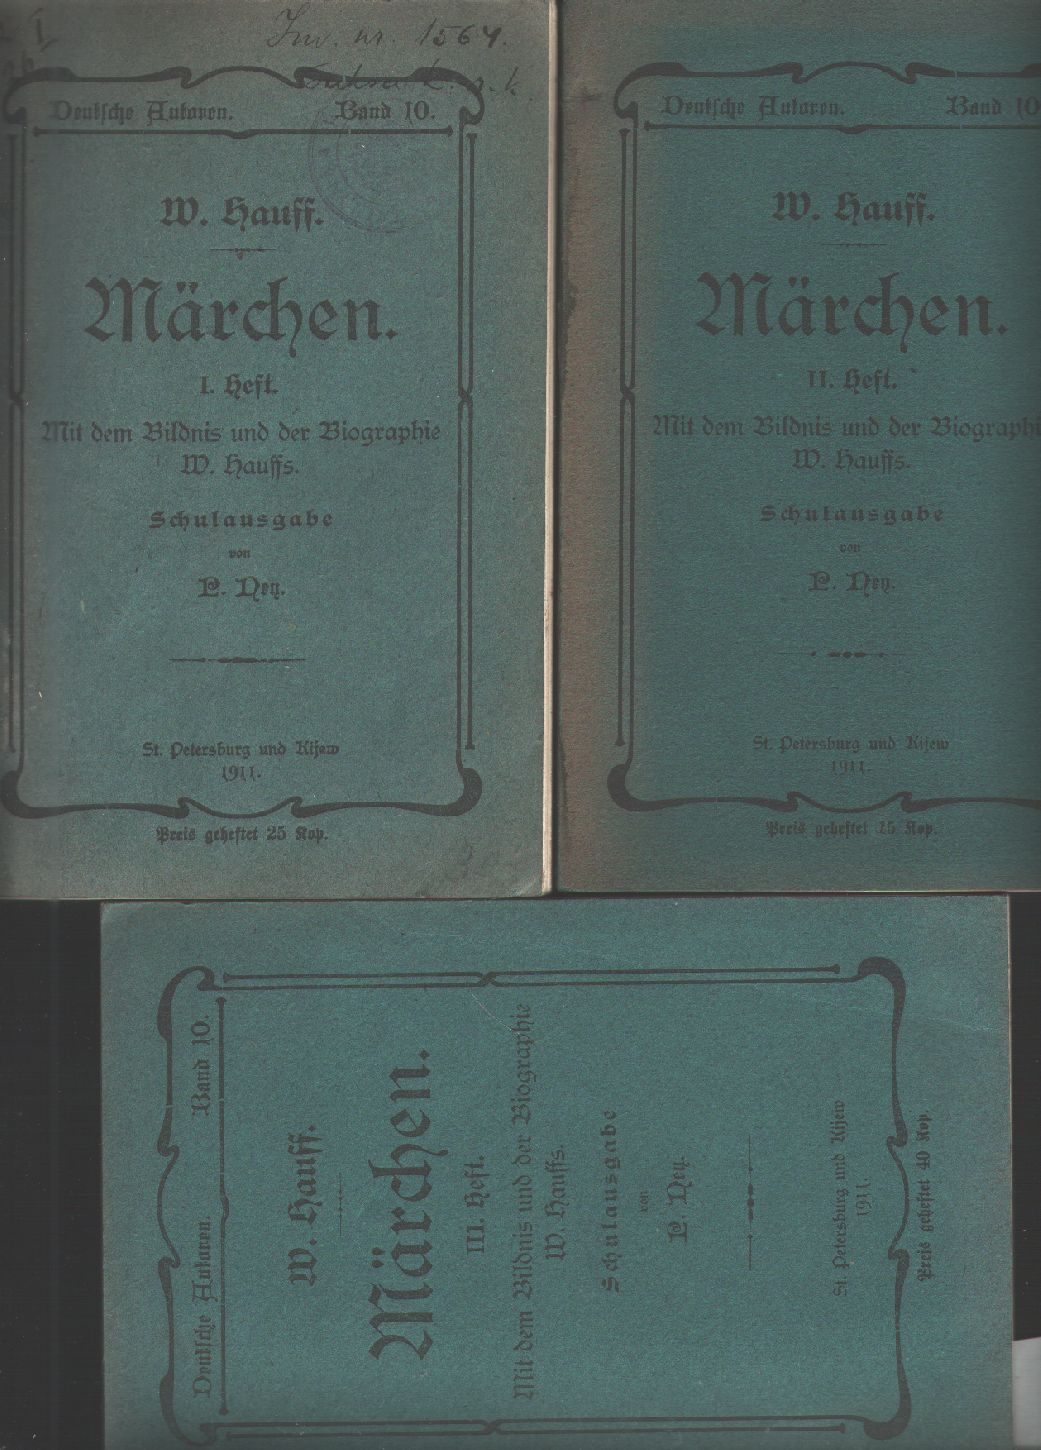 Inv. nr. 1564.
Deutsche Autoren. Band 10.
W. Hauff.
Märchen.
I. Heft.
Mit dem Bildnis und der Biographie
W. Hauffs.
Schulausgabe
von
P. Ney.
St. Petersburg und Kijew
1911.
Preis geheftet 25 Kop.
Deutsche Autoren. Band 10
W. Hauff.
Märchen.
II. Heft.
Mit dem Bildnis und der Biographi
W. Hauffs.
Schulausgabe
von
P. Ney.
St. Petersburg und Kijew
1911.
Preis geheftet 25 Kop.
Deutsche Autoren. Band 10.
W. Hauff.
Märchen.
III. Heft.
Mit dem Bildnis und der Biographie
W. Hauffs.
Schulausgabe
von
P. Ney.
St. Petersburg und Kijew
1911.
Preis geheftet 40 Kop.